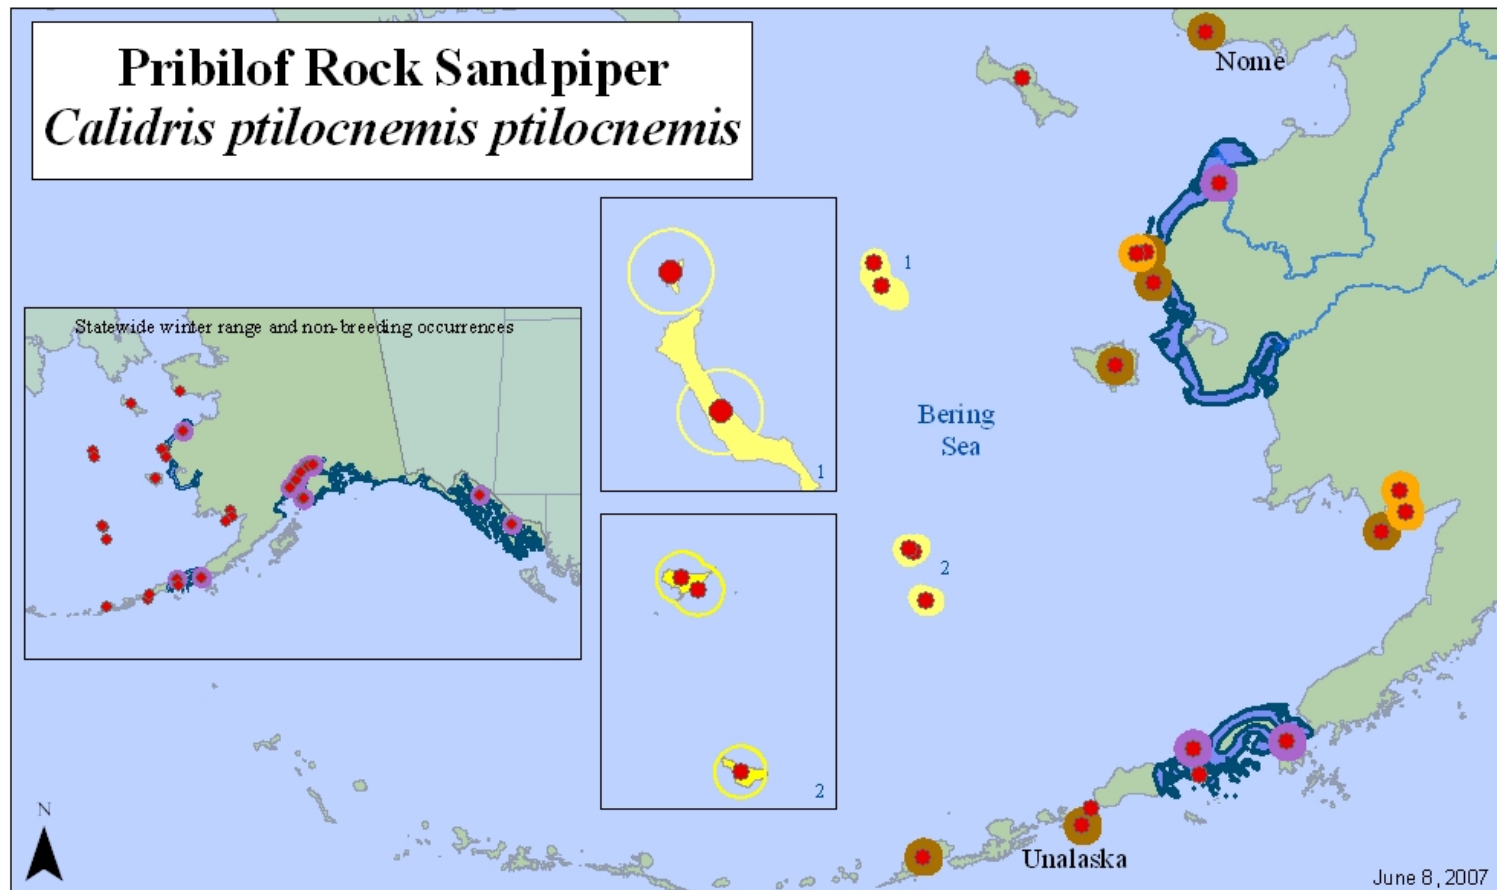 Pribilof Rock Sandpiper
Calidris ptilocnemis ptilocnemis
Nome
1
Statewide winter range and non-breeding occurrences
Bering
Sea
1
2
2
Unalaska
N
June 8, 2007